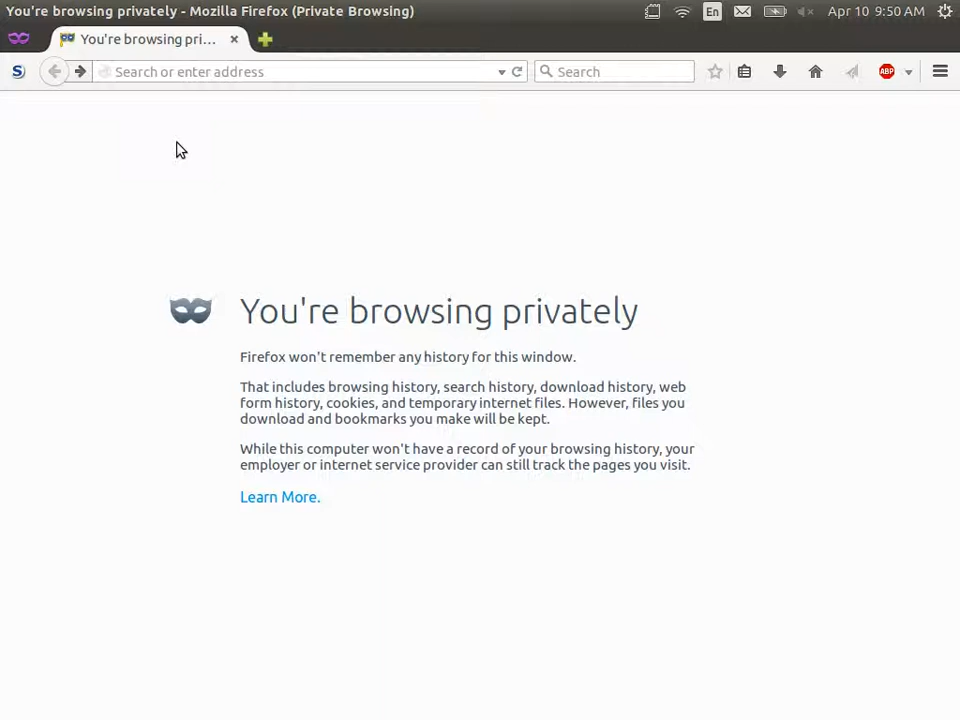 You're browsing privately - Mozilla Firefox (Private Browsing)
En
Apr 10 9:50 AM
You're browsing pri...
S
Search or enter address
Search
ABP
You're browsing privately
Firefox won't remember any history for this window.
That includes browsing history, search history, download history, web
form history, cookies, and temporary internet files. However, files you
download and bookmarks you make will be kept.
While this computer won't have a record of your browsing history, your
employer or internet service provider can still track the pages you visit.
Learn More.